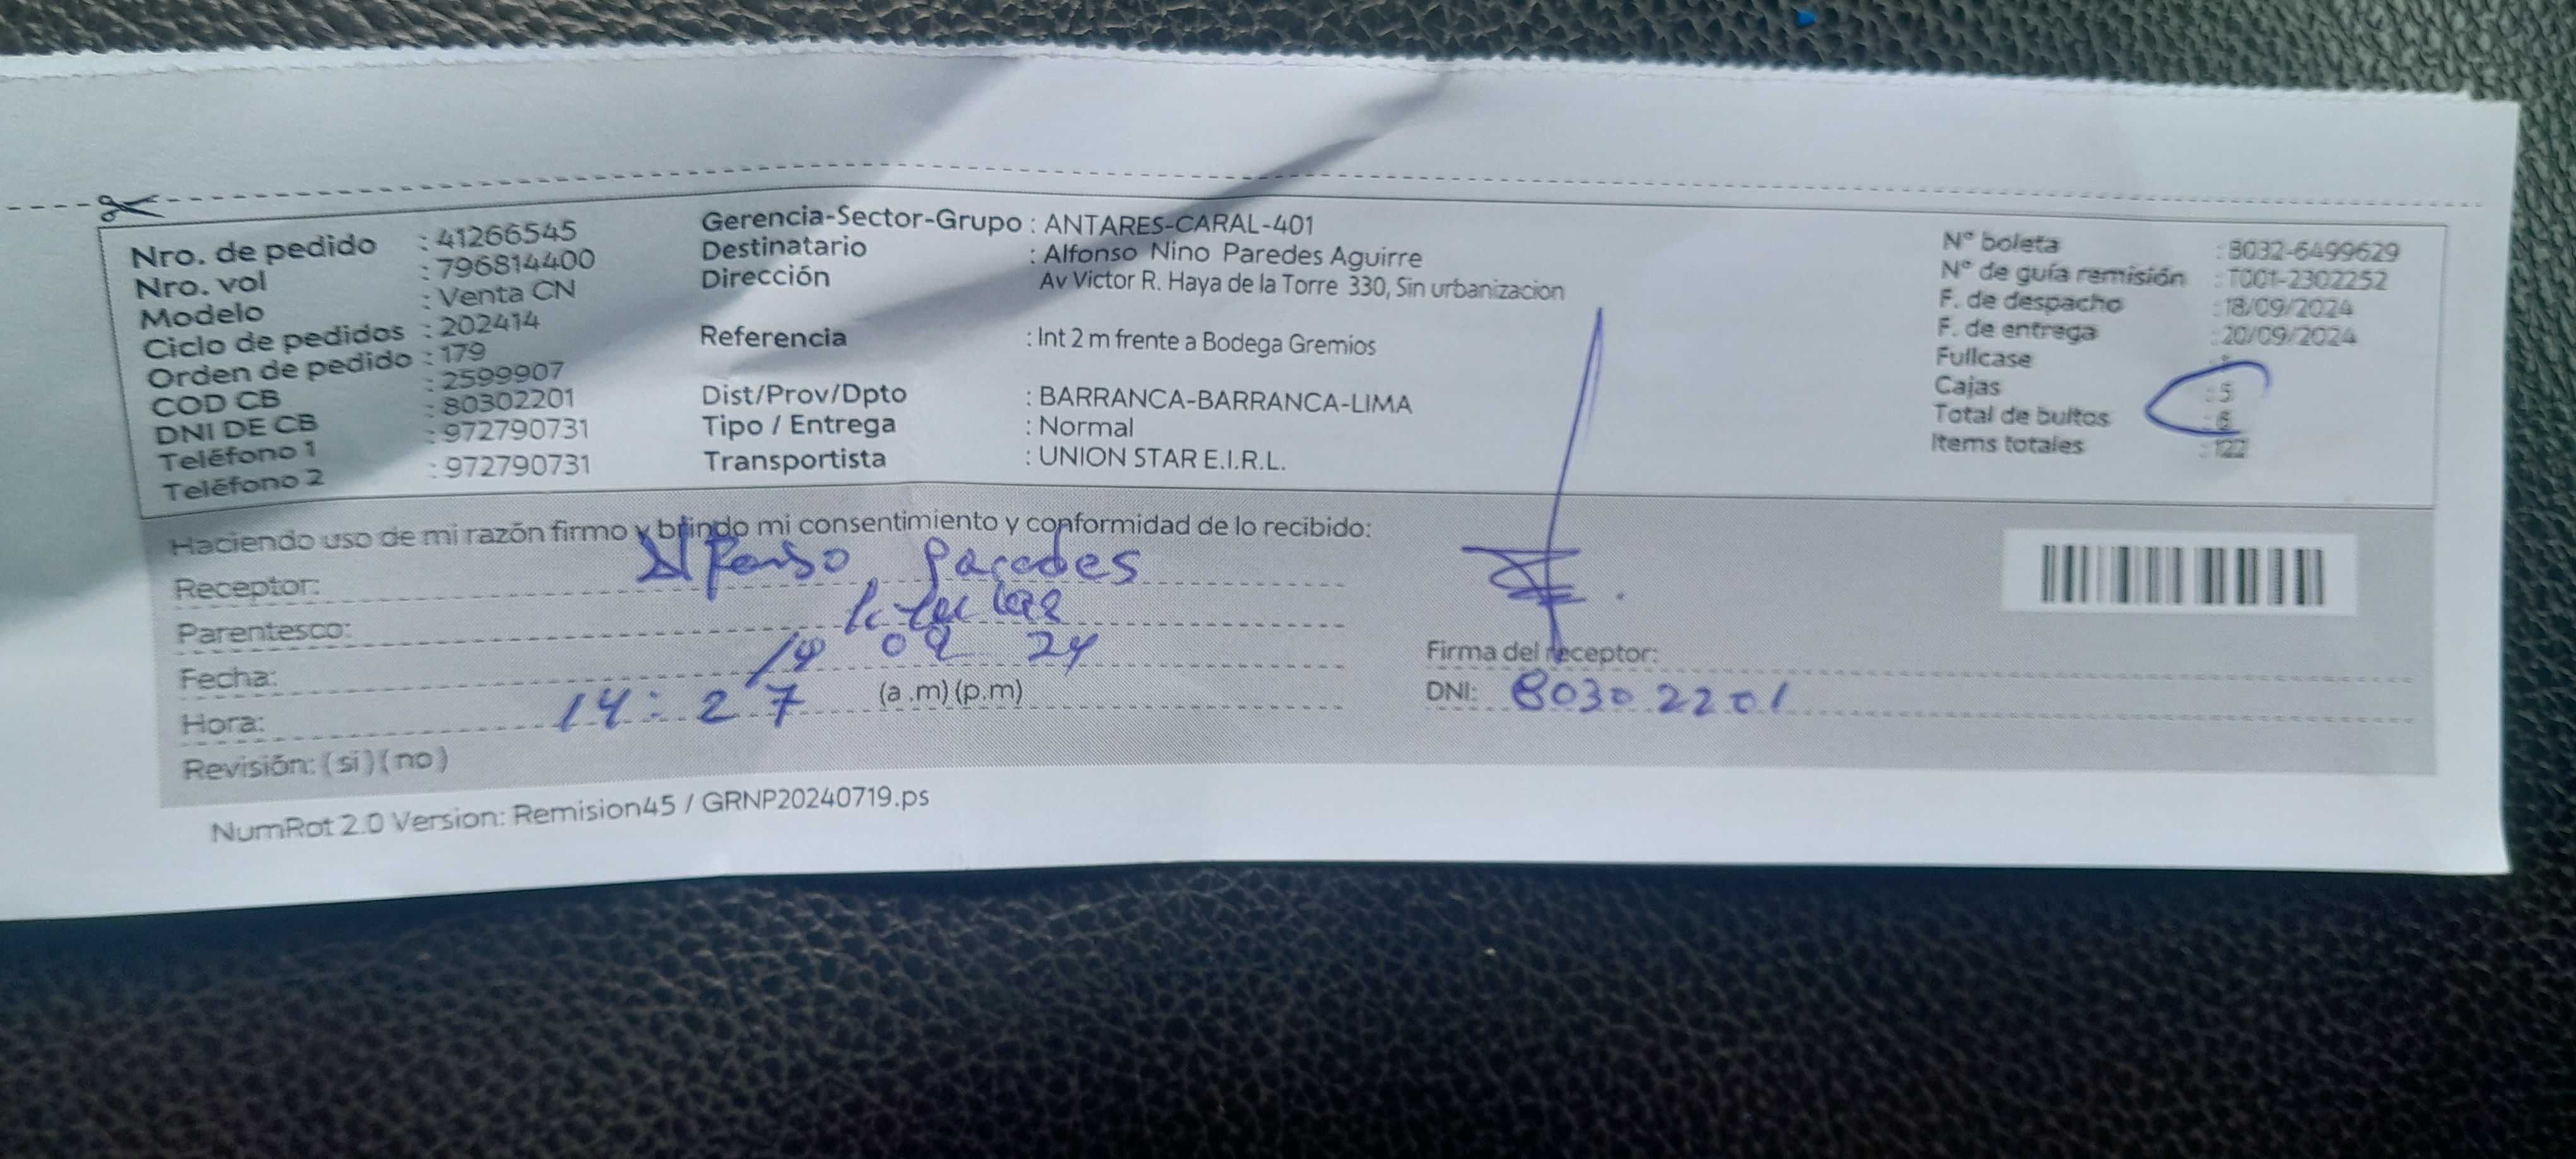 Nro. de pedido : 41266545
Nro. vol : 796814400
Modelo : Venta CN
Ciclo de pedidos : 202414
Orden de pedido : 179
COD CB : 2599907
DNI DE CB : 80302201
Teléfono 1 : 972790731
Teléfono 2 : 972790731
Gerencia-Sector-Grupo : ANTARES-CARAL-401
Destinatario : Alfonso Nino Paredes Aguirre
Dirección Av Victor R. Haya de la Torre 330, Sin urbanizacion
Referencia : Int 2 m frente a Bodega Gremios
Dist/Prov/Dpto : BARRANCA-BARRANCA-LIMA
Tipo / Entrega : Normal
Transportista : UNION STAR E.I.R.L.
N° boleta : B032-6499629
N° de guía remisión : T001-2302252
F. de despacho : 18/09/2024
F. de entrega : 20/09/2024
Fullcase
Cajas : 5
Total de bultos
Items totales : 122
Haciendo uso de mi razón firmo y brindo mi consentimiento y conformidad de lo recibido:
Receptor: Alfonso Paredes
Parentesco:
Fecha: 09 24
Hora: 14:27 (a .m) (p.m)
Revisión: (si) (no)
Firma del receptor:
DNI: 80302201
NumRot 2.0 Version: Remision45 / GRNP20240719.ps